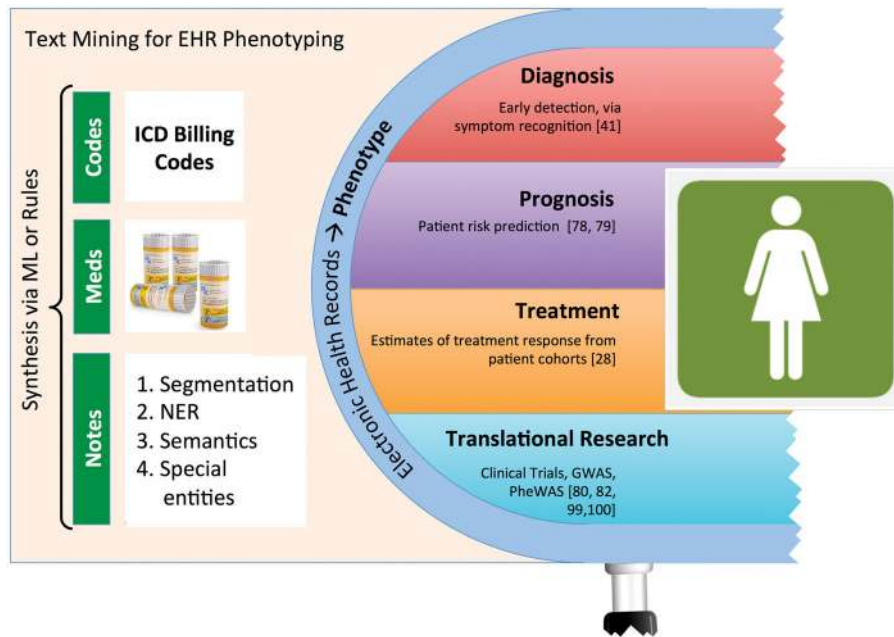 Text Mining for EHR Phenotyping
Synthesis via ML or Rules
Codes
ICD Billing
Codes
Meds
Notes
1. Segmentation
2. NER
3. Semantics
4. Special
entities
Electronic Health Records → Phenotype
Diagnosis
Early detection, via
symptom recognition [41]
Prognosis
Patient risk prediction [78, 79]
Treatment
Estimates of treatment response from
patient cohorts [28]
Translational Research
Clinical Trials, GWAS,
PheWAS [80, 82,
99,100]